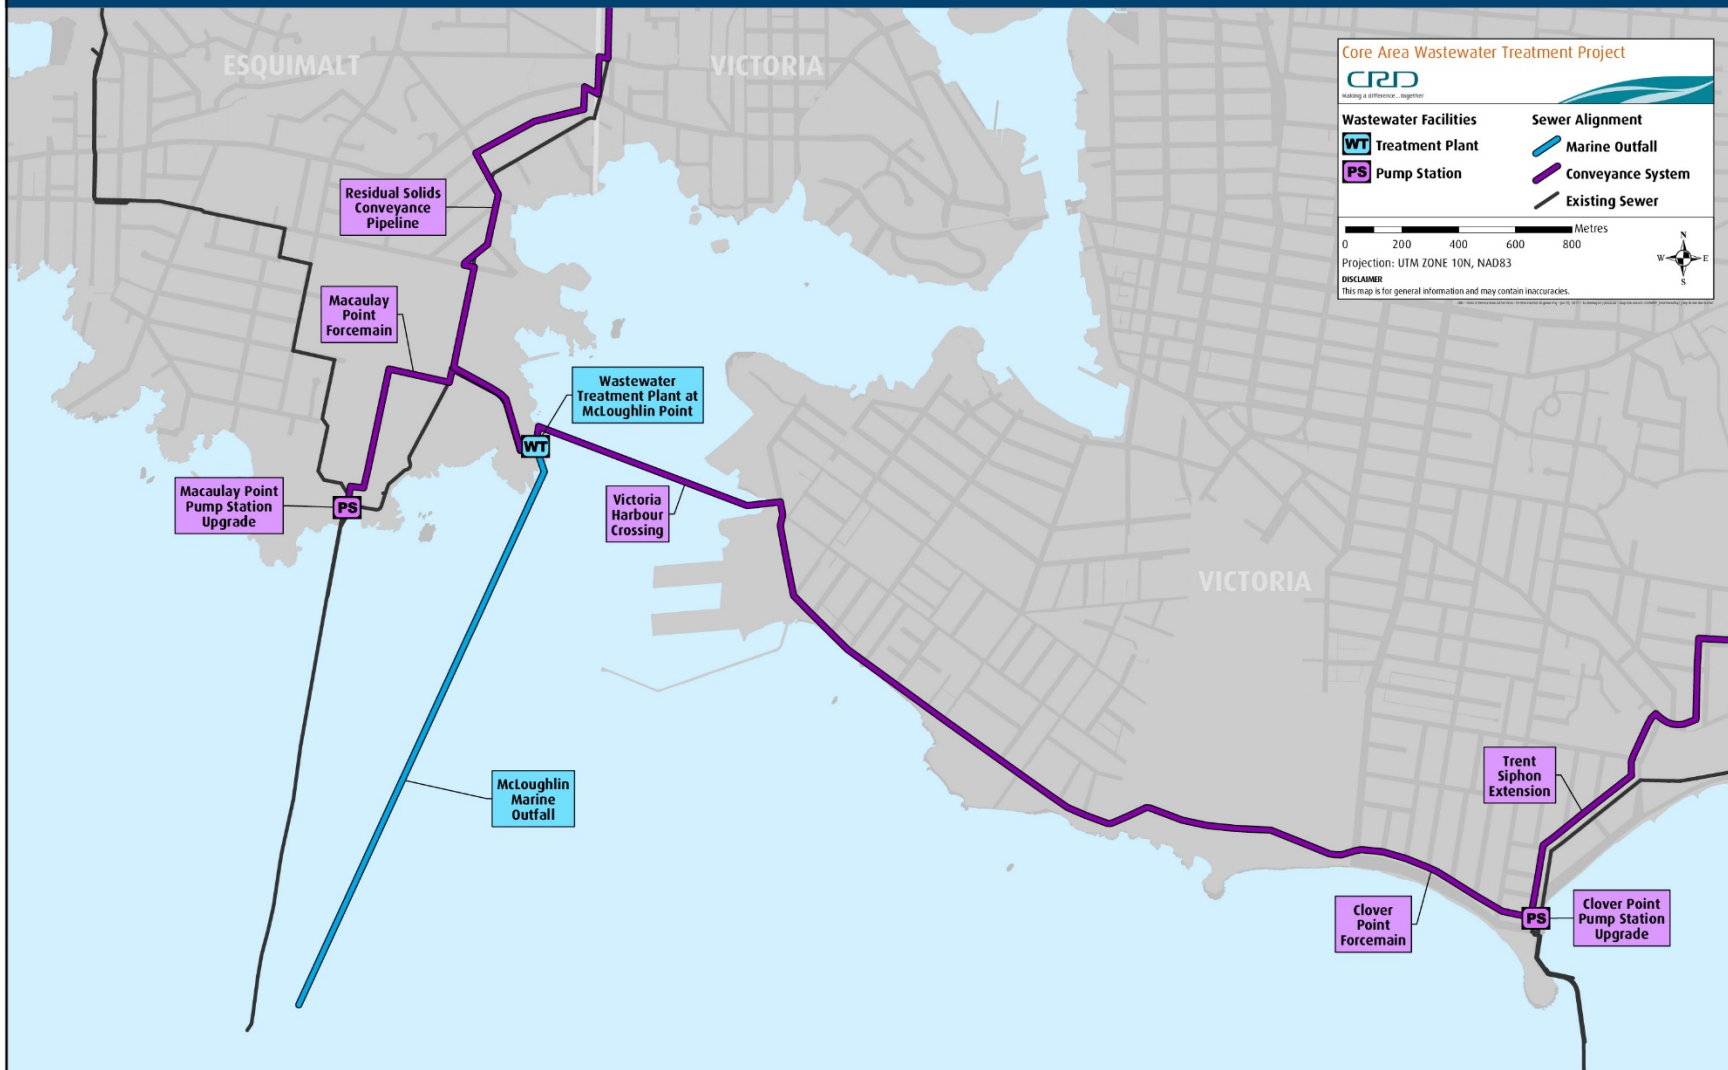 ESQUIMALT
VICTORIA
Core Area Wastewater Treatment Project
CRD
Making a difference...together
Wastewater Facilities
WT Treatment Plant
PS Pump Station
Sewer Alignment
Marine Outfall
Conveyance System
Existing Sewer
Metres
0 200 400 600 800
Projection: UTM ZONE 10N, NAD83
DISCLAIMER
This map is for general information and may contain inaccuracies.
N
W E
S
Residual Solids
Conveyance
Pipeline
Macaulay
Point
Forcemain
Wastewater
Treatment Plant at
McLoughlin Point
WT
Macaulay Point
Pump Station
Upgrade
PS
Victoria
Harbour
Crossing
VICTORIA
McLoughlin
Marine
Outfall
Trent
Siphon
Extension
Clover
Point
Forcemain
PS
Clover Point
Pump Station
Upgrade